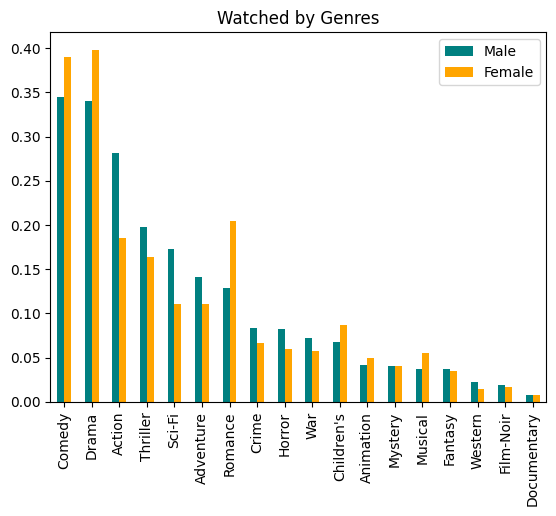 Watched by Genres
Male
Female
0.40
0.35
0.30
0.25
0.20
0.15
0.10
0.05
0.00
Comedy
Drama
Action
Thriller
Sci-Fi
Adventure
Romance
Crime
Horror
War
Children's
Animation
Mystery
Musical
Fantasy
Western
Film-Noir
Documentary